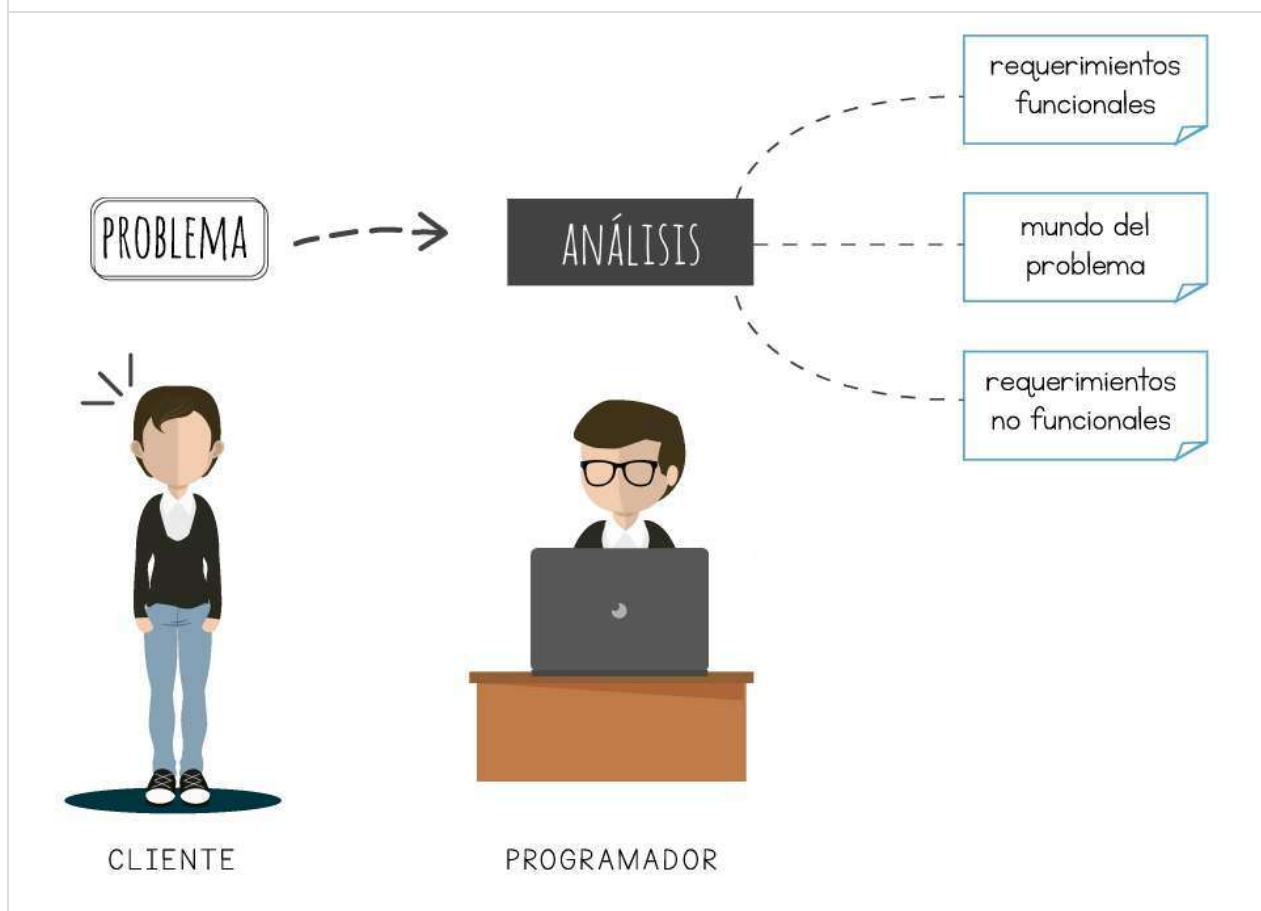 requerimientos
funcionales
PROBLEMA
ANÁLISIS
mundo del
problema
requerimientos
no funcionales
CLIENTE
PROGRAMADOR